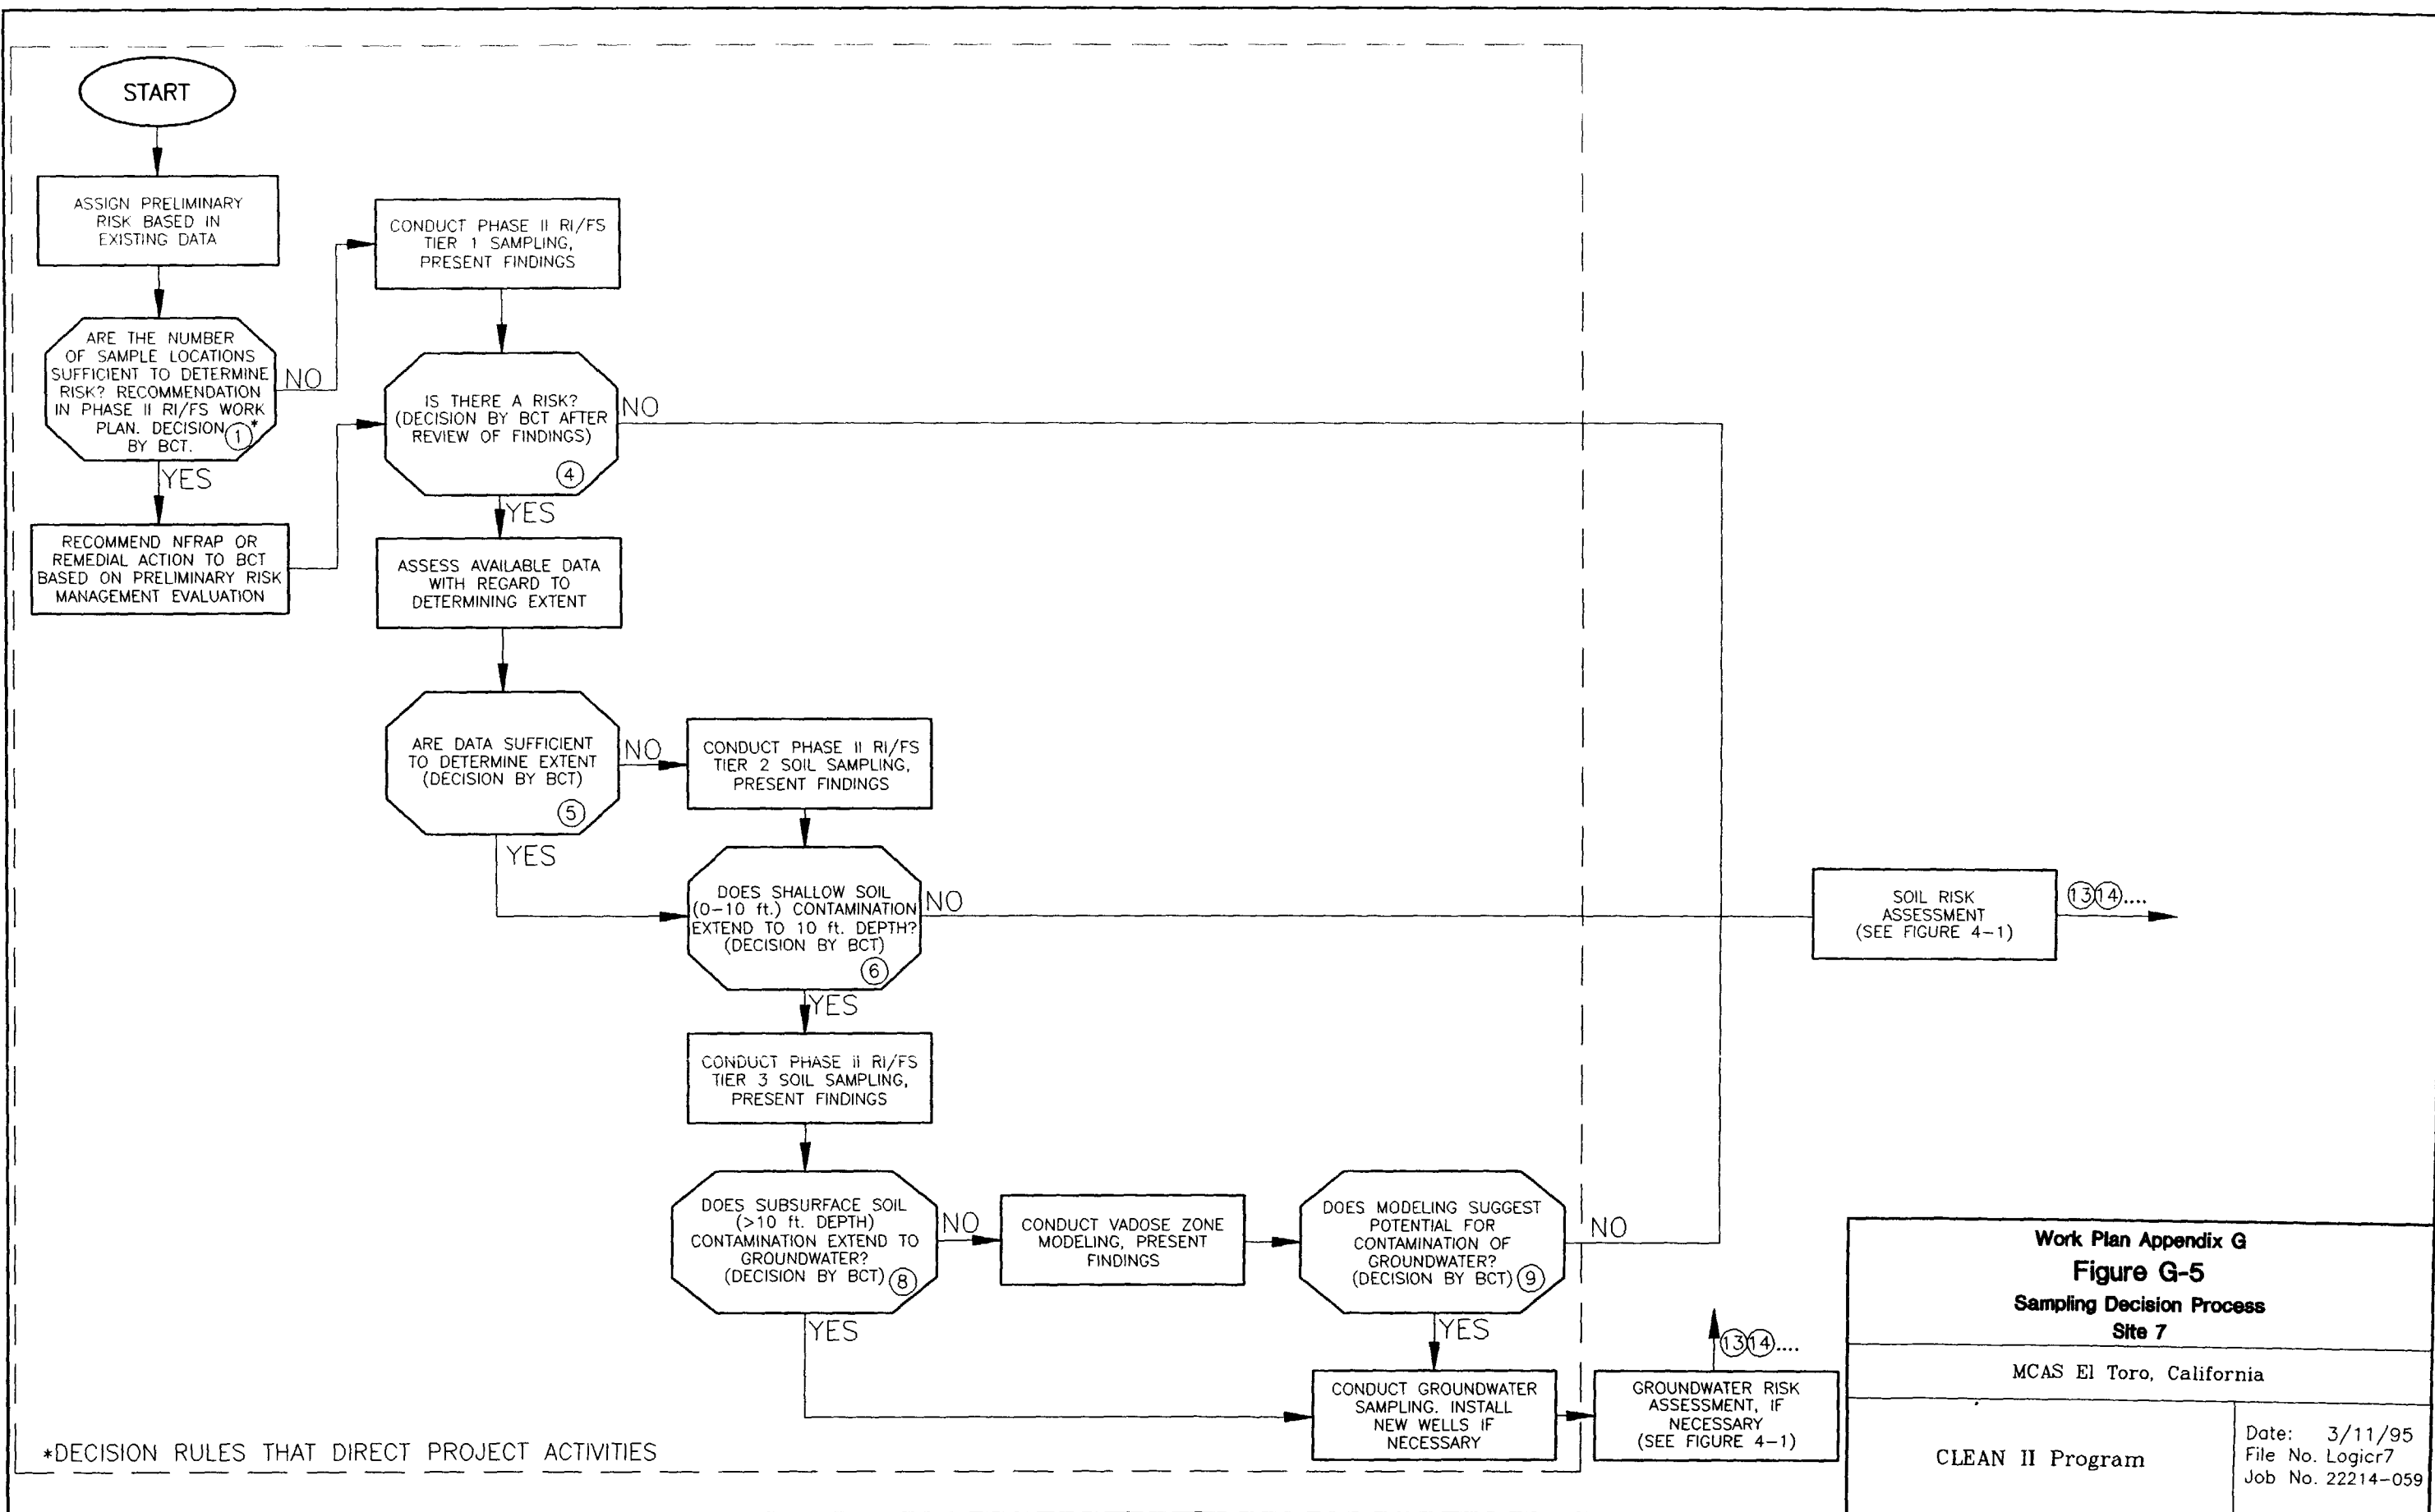 START
ASSIGN PRELIMINARY
RISK BASED IN
EXISTING DATA
ARE THE NUMBER
OF SAMPLE LOCATIONS
SUFFICIENT TO DETERMINE
RISK? RECOMMENDATION
IN PHASE II RI/FS WORK
PLAN. DECISION 1*
BY BCT.
NO
YES
RECOMMEND NFRAP OR
REMEDIAL ACTION TO BCT
BASED ON PRELIMINARY RISK
MANAGEMENT EVALUATION
CONDUCT PHASE II RI/FS
TIER 1 SAMPLING,
PRESENT FINDINGS
IS THERE A RISK?
(DECISION BY BCT AFTER
REVIEW OF FINDINGS)
4
NO
YES
ASSESS AVAILABLE DATA
WITH REGARD TO
DETERMINING EXTENT
ARE DATA SUFFICIENT
TO DETERMINE EXTENT
(DECISION BY BCT)
5
NO
YES
CONDUCT PHASE II RI/FS
TIER 2 SOIL SAMPLING,
PRESENT FINDINGS
DOES SHALLOW SOIL
(0-10 ft.) CONTAMINATION
EXTEND TO 10 ft. DEPTH?
(DECISION BY BCT)
6
NO
YES
SOIL RISK
ASSESSMENT
(SEE FIGURE 4-1)
13 14....
CONDUCT PHASE II RI/FS
TIER 3 SOIL SAMPLING,
PRESENT FINDINGS
DOES SUBSURFACE SOIL
(>10 ft. DEPTH)
CONTAMINATION EXTEND TO
GROUNDWATER?
(DECISION BY BCT) 8
NO
YES
CONDUCT VADOSE ZONE
MODELING, PRESENT
FINDINGS
DOES MODELING SUGGEST
POTENTIAL FOR
CONTAMINATION OF
GROUNDWATER?
(DECISION BY BCT) 9
NO
YES
CONDUCT GROUNDWATER
SAMPLING. INSTALL
NEW WELLS IF
NECESSARY
13 14....
GROUNDWATER RISK
ASSESSMENT, IF
NECESSARY
(SEE FIGURE 4-1)
*DECISION RULES THAT DIRECT PROJECT ACTIVITIES
Work Plan Appendix G
Figure G-5
Sampling Decision Process
Site 7
MCAS El Toro, California
CLEAN II Program
Date: 3/11/95
File No. Logicr7
Job No. 22214-059